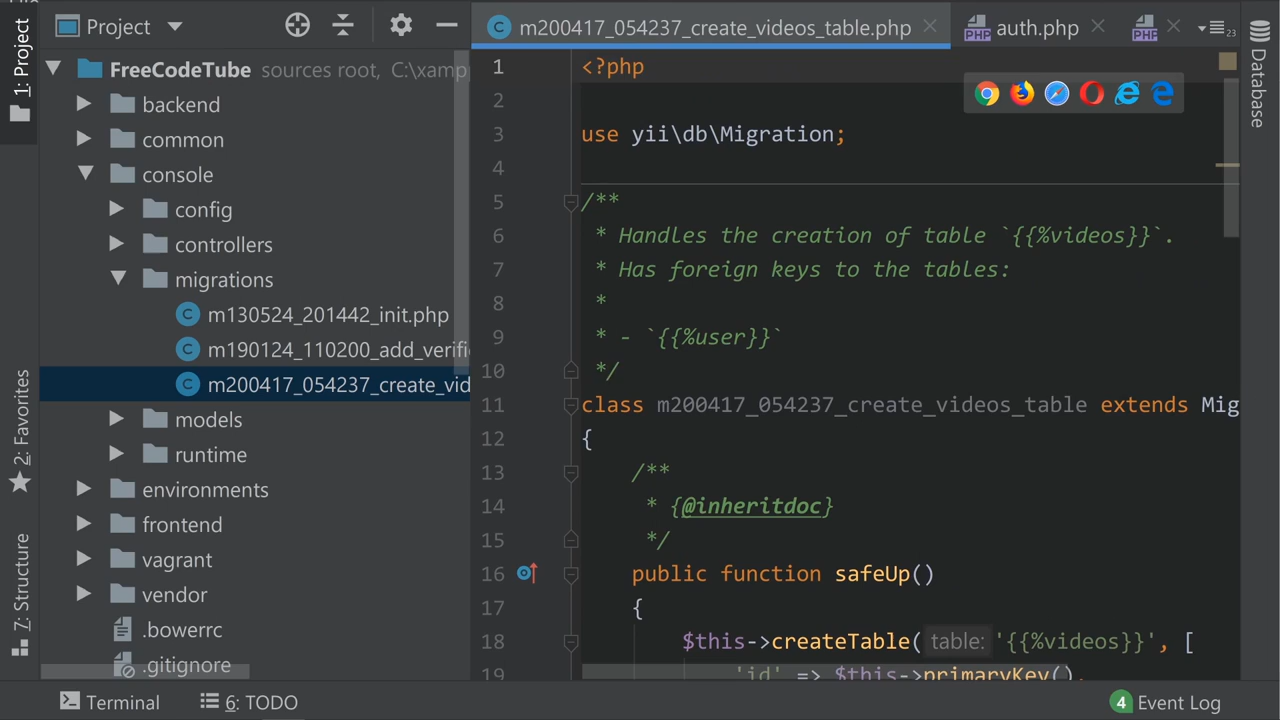 Project
m200417_054237_create_videos_table.php
auth.php
23
1: Project
2: Favorites
7: Structure
Database
FreeCodeTube sources root, C:\xamp
backend
common
console
config
controllers
migrations
m130524_201442_init.php
m190124_110200_add_verifi
m200417_054237_create_vid
models
runtime
environments
frontend
vagrant
vendor
.bowerrc
.gitignore
1 <?php
2
3 use yii\db\Migration;
4
5 /**
6 * Handles the creation of table `{{%videos}}`.
7 * Has foreign keys to the tables:
8 *
9 * - `{{%user}}`
10 */
11 class m200417_054237_create_videos_table extends Mig
12 {
13 /**
14 * {@inheritdoc}
15 */
16 public function safeUp()
17 {
18 $this->createTable( table: '{{%videos}}', [
19 'id' => $this->primaryKey(),
Terminal
6: TODO
4 Event Log